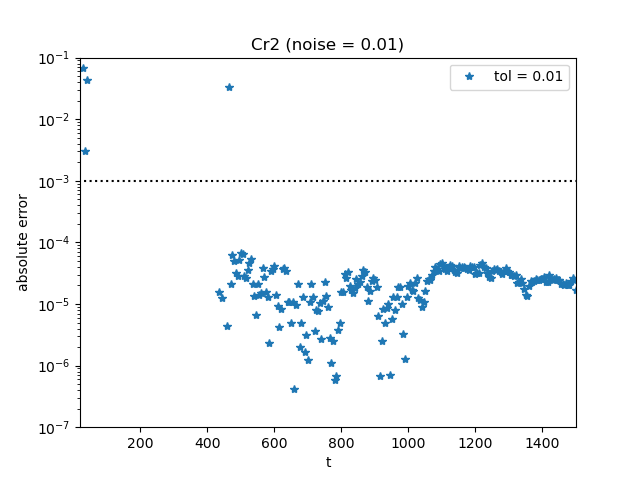 Cr2 (noise = 0.01)
tol = 0.01
absolute error
10^{-1}
10^{-2}
10^{-3}
10^{-4}
10^{-5}
10^{-6}
10^{-7}
200 400 600 800 1000 1200 1400
t